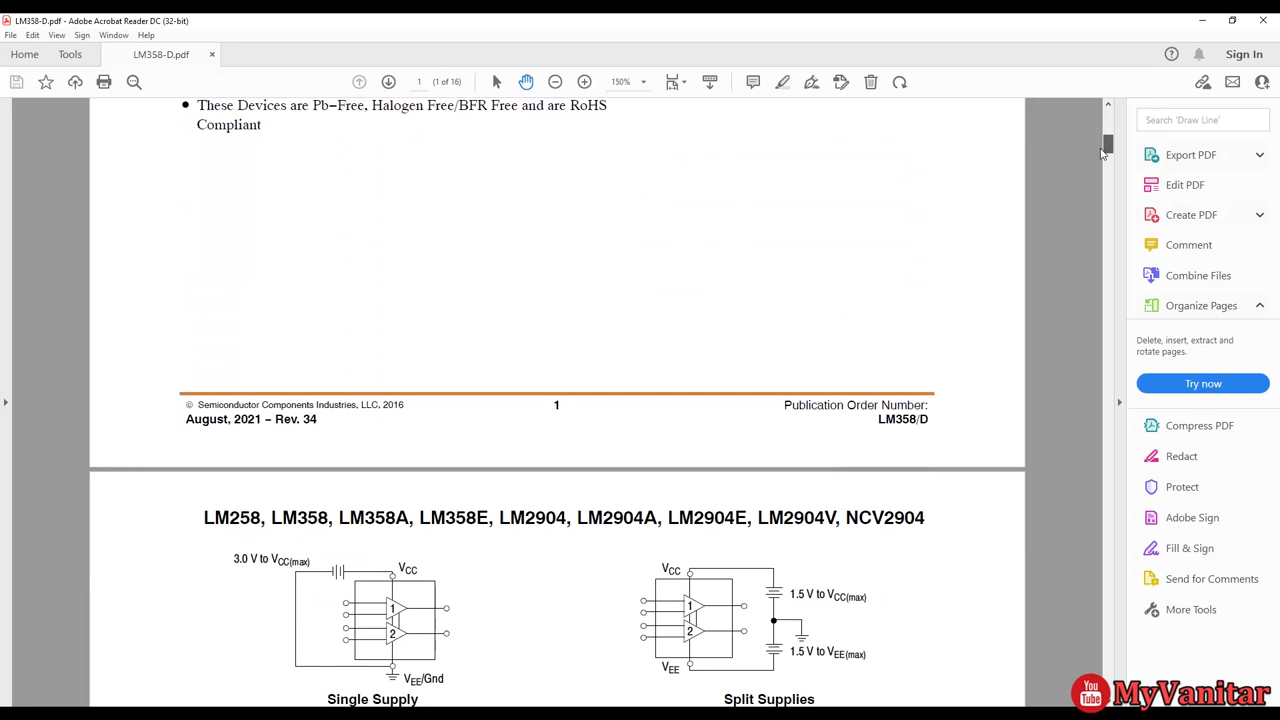 LM358-D.pdf - Adobe Acrobat Reader DC (32-bit)
File Edit View Sign Window Help
Home Tools LM358-D.pdf × Sign In
1 (1 of 16) 150%
• These Devices are Pb−Free, Halogen Free/BFR Free and are RoHS
Compliant
© Semiconductor Components Industries, LLC, 2016 1 Publication Order Number:
August, 2021 − Rev. 34 LM358/D
LM258, LM358, LM358A, LM358E, LM2904, LM2904A, LM2904E, LM2904V, NCV2904
3.0 V to VCC(max) VCC
1
2
VEE/Gnd
Single Supply
VCC
1
2
VEE
1.5 V to VCC(max)
1.5 V to VEE(max)
Split Supplies
Search 'Draw Line'
Export PDF
Edit PDF
Create PDF
Comment
Combine Files
Organize Pages
Delete, insert, extract and
rotate pages.
Try now
Compress PDF
Redact
Protect
Adobe Sign
Fill & Sign
Send for Comments
More Tools
You
Tube
MyVanitar